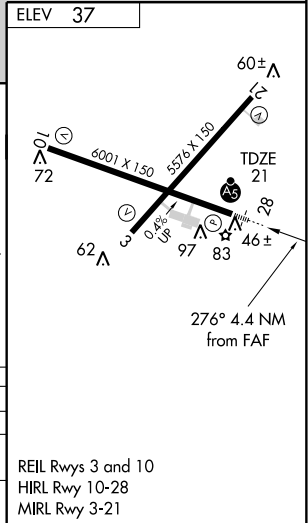 ELEV 37
60±
21
V
5576 X 150
10
V
72
6001 X 150
TDZE
21
A5
28
V
3
0.4%
UP
P
62
97
83
46±
276° 4.4 NM
from FAF
REIL Rwys 3 and 10
HIRL Rwy 10-28
MIRL Rwy 3-21